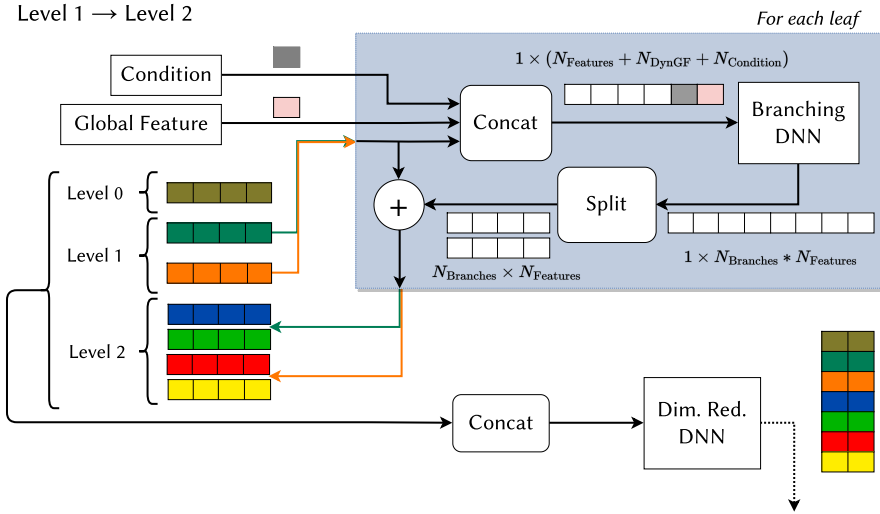 Level 1 → Level 2
For each leaf
1 × (N_Features + N_DynGF + N_Condition)
Condition
Global Feature
Concat
Branching
DNN
Level 0
Level 1
+
Split
N_Branches × N_Features
1 × N_Branches * N_Features
Level 2
Concat
Dim. Red.
DNN